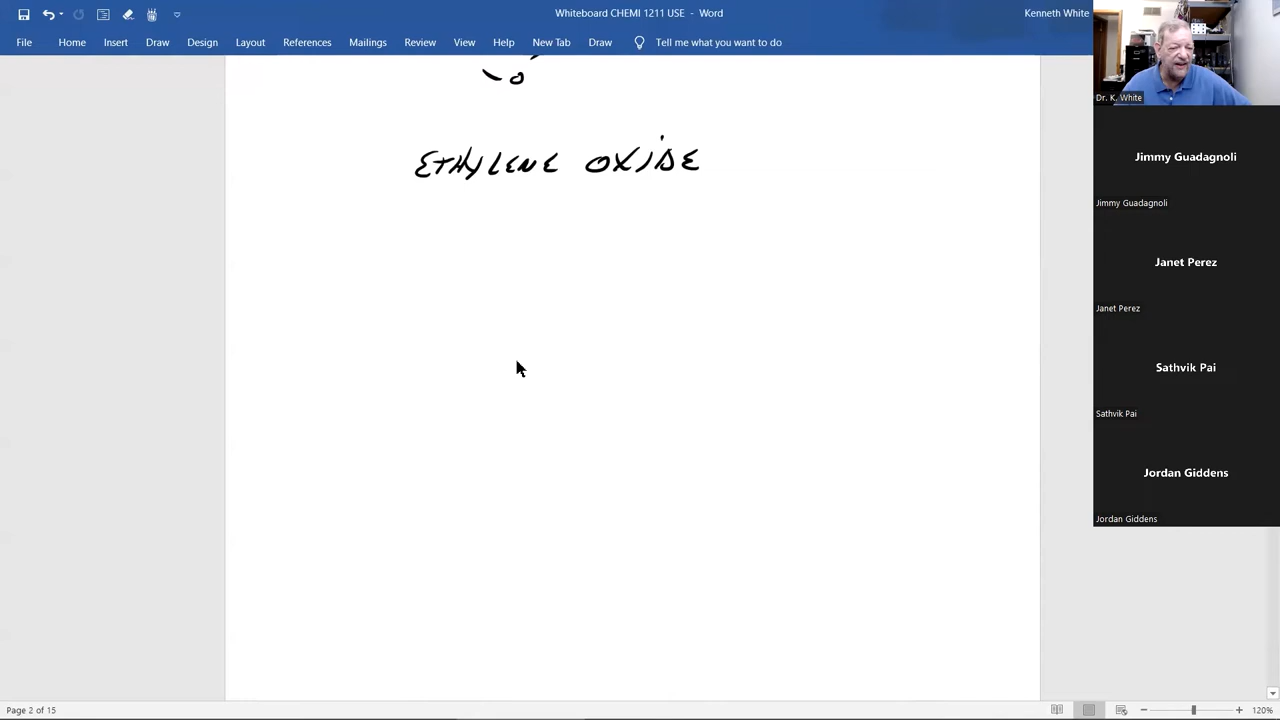 Whiteboard CHEMI 1211 USE - Word
Kenneth White
File Home Insert Draw Design Layout References Mailings Review View Help New Tab Draw Tell me what you want to do
Dr. K. White
ETHYLENE OXIDE
Jimmy Guadagnoli
Jimmy Guadagnoli
Janet Perez
Janet Perez
Sathvik Pai
Sathvik Pai
Jordan Giddens
Jordan Giddens
Page 2 of 15
120%